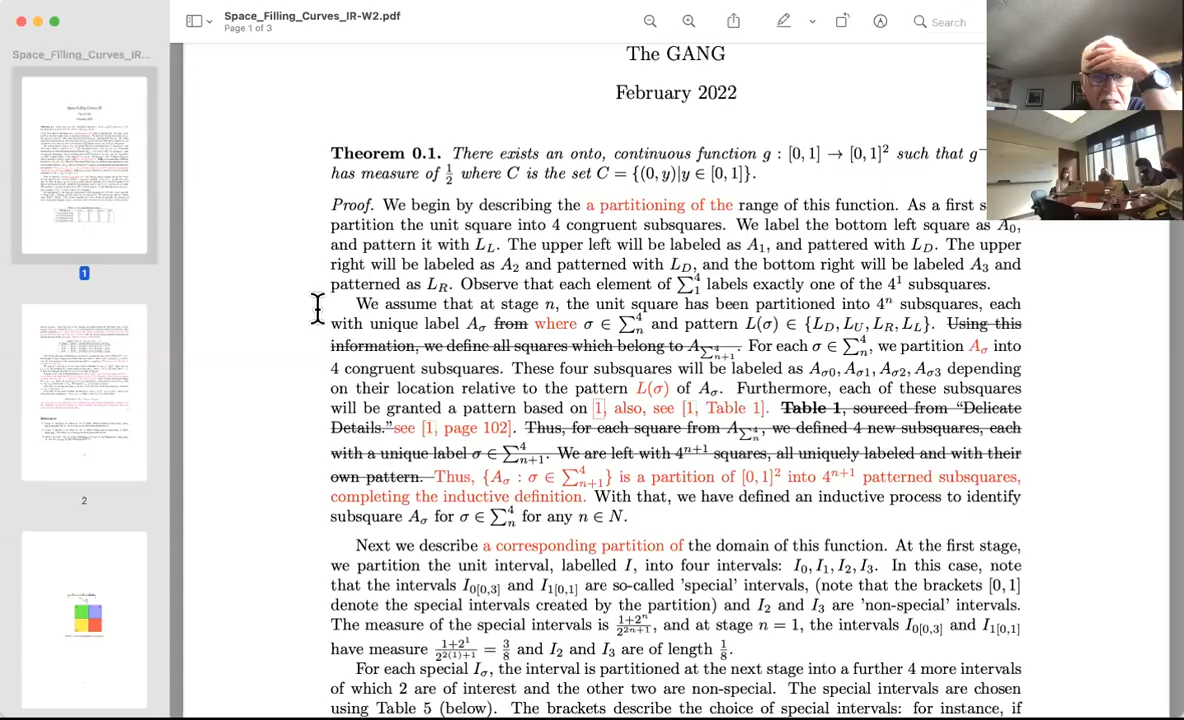 Space_Filling_Curves_IR-W2.pdf
Page 1 of 3
Search
Space_Filling_Curves_IR...
1
2
The GANG
February 2022
Theorem 0.1. There exists an onto, continuous function g : [0, 1] → [0, 1]² such that g⁻
has measure of 1/2 where C is the set C = {(0, y)|y ∈ [0, 1]}.
Proof. We begin by describing the a partitioning of the range of this function. As a first s
partition the unit square into 4 congruent subsquares. We label the bottom left square as A₀,
and pattern it with L_L. The upper left will be labeled as A₁, and pattered with L_D. The upper
right will be labeled as A₂ and patterned with L_D, and the bottom right will be labeled A₃ and
patterned as L_R. Observe that each element of ∑₁⁴ labels exactly one of the 4¹ subsquares.
We assume that at stage n, the unit square has been partitioned into 4ⁿ subsquares, each
with unique label A_σ from where σ ∈ ∑ₙ⁴ and pattern L(σ) ∈ {L_D, L_U, L_R, L_L}. Using this
information, we define all squares which belong to A_∑ₙ₊₁⁴. For each σ ∈ ∑ₙ⁴, we partition A_σ into
4 congruent subsquares. These four subsquares will be labeled as A_σ0, A_σ1, A_σ2, A_σ3 depending
on their location relative to the pattern L(σ) of A_σ. Furthermore, each of these subsquares
will be granted a pattern based on [1], also, see [1, Table 1]. Table 1, sourced from “Delicate
Details.” see [1, page 102]. Thus, for each square from A_∑ₙ⁴, we defined 4 new subsquares, each
with a unique label σ ∈ ∑ₙ₊₁⁴. We are left with 4ⁿ⁺¹ squares, all uniquely labeled and with their
own pattern. Thus, {A_σ : σ ∈ ∑ₙ₊₁⁴} is a partition of [0, 1]² into 4ⁿ⁺¹ patterned subsquares,
completing the inductive definition. With that, we have defined an inductive process to identify
subsquare A_σ for σ ∈ ∑ₙ⁴ for any n ∈ N.
Next we describe a corresponding partition of the domain of this function. At the first stage,
we partition the unit interval, labelled I, into four intervals: I₀, I₁, I₂, I₃. In this case, note
that the intervals I_0[0,3] and I_1[0,1] are so-called 'special' intervals, (note that the brackets [0, 1]
denote the special intervals created by the partition) and I₂ and I₃ are 'non-special' intervals.
The measure of the special intervals is (1+2ⁿ)/2²ⁿ⁺¹, and at stage n = 1, the intervals I_0[0,3] and I_1[0,1]
have measure (1+2¹)/2²⁽¹⁾⁺¹ = 3/8 and I₂ and I₃ are of length 1/8.
For each special I_σ, the interval is partitioned at the next stage into a further 4 more intervals
of which 2 are of interest and the other two are non-special. The special intervals are chosen
using Table 5 (below). The brackets describe the choice of special intervals: for instance, if